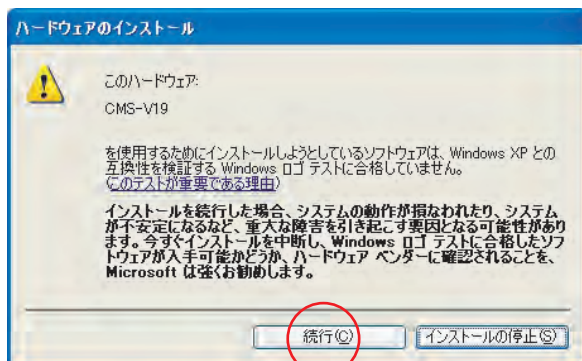 ハードウェアのインストール
このハードウェア:
CMS-V19
を使用するためにインストールしようとしているソフトウェアは、Windows XP との
互換性を検証する Windows ロゴ テストに合格していません。
(このテストが重要である理由)
インストールを続行した場合、システムの動作が損なわれたり、システム
が不安定になるなど、重大な障害を引き起こす要因となる可能性があり
ます。今すぐインストールを中断し、Windows ロゴ テストに合格したソフ
トウェアが入手可能かどうか、ハードウェア ベンダーに確認されることを、
Microsoft は強くお勧めします。
続行(C) インストールの停止(S)